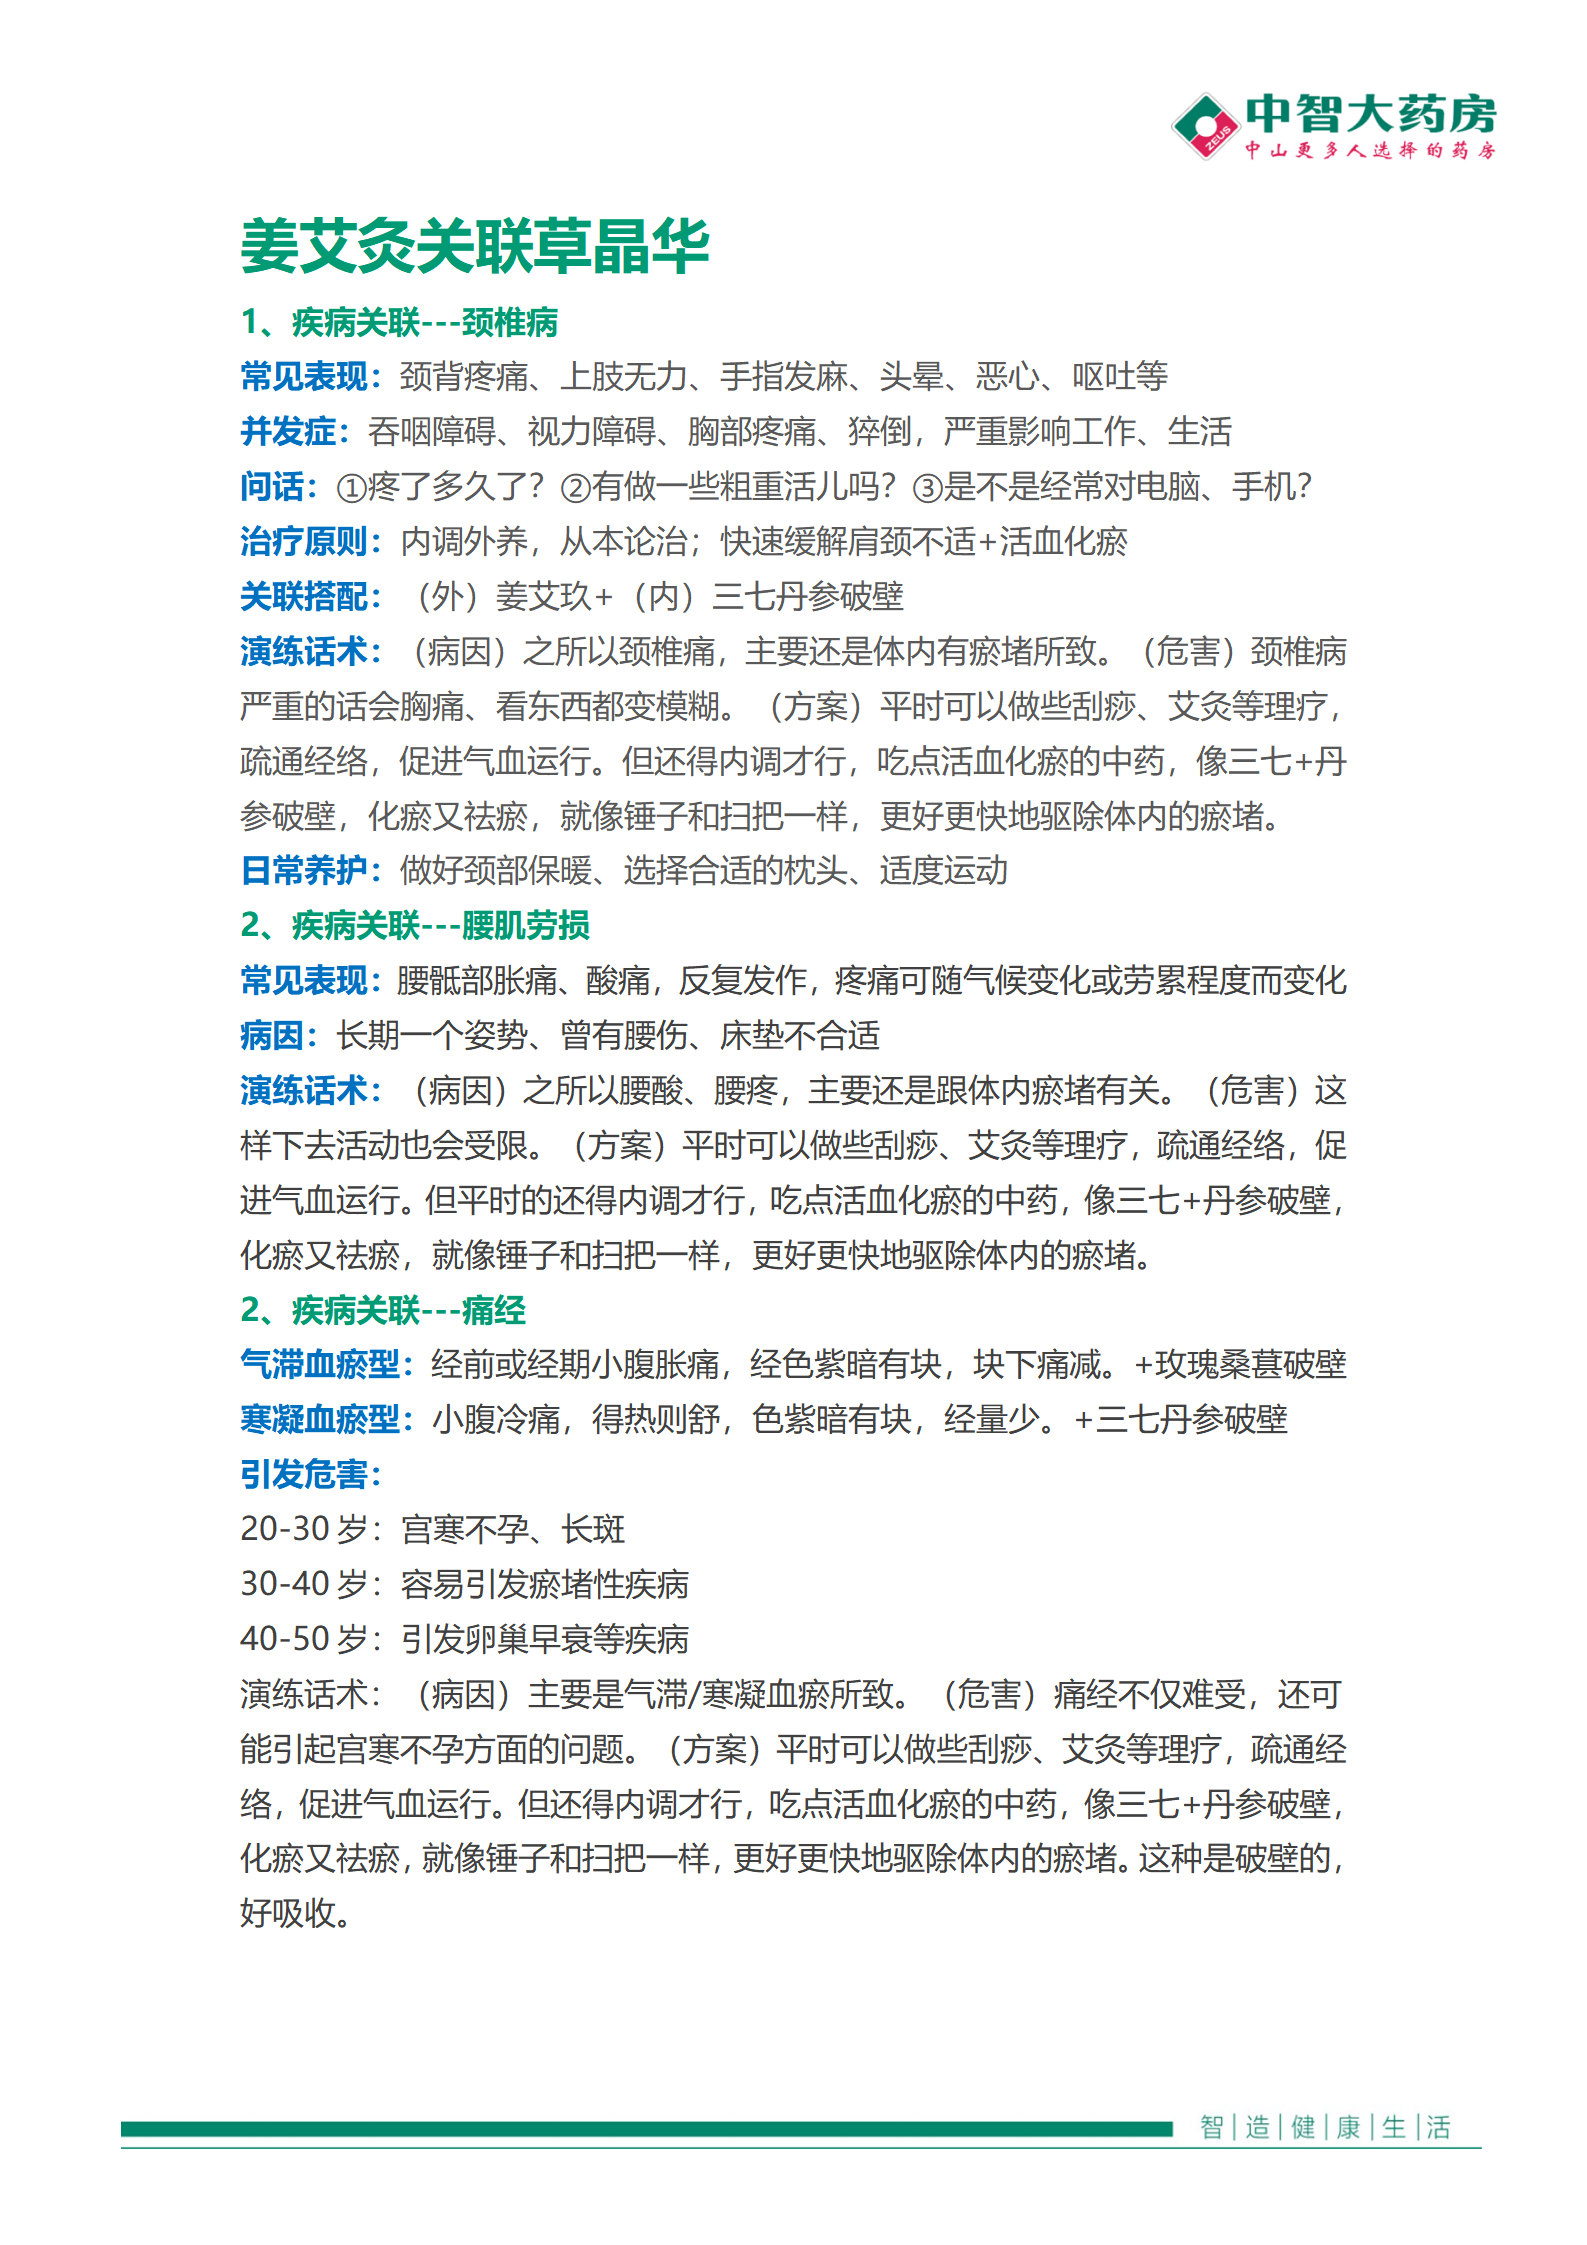 中智大药房
ZEUS
中山更多人选择的药房
姜艾灸关联草晶华
1、疾病关联---颈椎病
常见表现：颈背疼痛、上肢无力、手指发麻、头晕、恶心、呕吐等
并发症：吞咽障碍、视力障碍、胸部疼痛、猝倒，严重影响工作、生活
问话：①疼了多久了？②有做一些粗重活儿吗？③是不是经常对电脑、手机？
治疗原则：内调外养，从本论治；快速缓解肩颈不适+活血化瘀
关联搭配：（外）姜艾玖+（内）三七丹参破壁
演练话术：（病因）之所以颈椎痛，主要还是体内有瘀堵所致。（危害）颈椎病
严重的话会胸痛、看东西都变模糊。（方案）平时可以做些刮痧、艾灸等理疗，
疏通经络，促进气血运行。但还得内调才行，吃点活血化瘀的中药，像三七+丹
参破壁，化瘀又祛瘀，就像锤子和扫把一样，更好更快地驱除体内的瘀堵。
日常养护：做好颈部保暖、选择合适的枕头、适度运动
2、疾病关联---腰肌劳损
常见表现：腰骶部胀痛、酸痛，反复发作，疼痛可随气候变化或劳累程度而变化
病因：长期一个姿势、曾有腰伤、床垫不合适
演练话术：（病因）之所以腰酸、腰疼，主要还是跟体内瘀堵有关。（危害）这
样下去活动也会受限。（方案）平时可以做些刮痧、艾灸等理疗，疏通经络，促
进气血运行。但平时的还得内调才行，吃点活血化瘀的中药，像三七+丹参破壁，
化瘀又祛瘀，就像锤子和扫把一样，更好更快地驱除体内的瘀堵。
2、疾病关联---痛经
气滞血瘀型：经前或经期小腹胀痛，经色紫暗有块，块下痛减。+玫瑰桑葚破壁
寒凝血瘀型：小腹冷痛，得热则舒，色紫暗有块，经量少。+三七丹参破壁
引发危害：
20-30 岁：宫寒不孕、长斑
30-40 岁：容易引发瘀堵性疾病
40-50 岁：引发卵巢早衰等疾病
演练话术：（病因）主要是气滞/寒凝血瘀所致。（危害）痛经不仅难受，还可
能引起宫寒不孕方面的问题。（方案）平时可以做些刮痧、艾灸等理疗，疏通经
络，促进气血运行。但还得内调才行，吃点活血化瘀的中药，像三七+丹参破壁，
化瘀又祛瘀，就像锤子和扫把一样，更好更快地驱除体内的瘀堵。这种是破壁的，
好吸收。
智|造|健|康|生|活